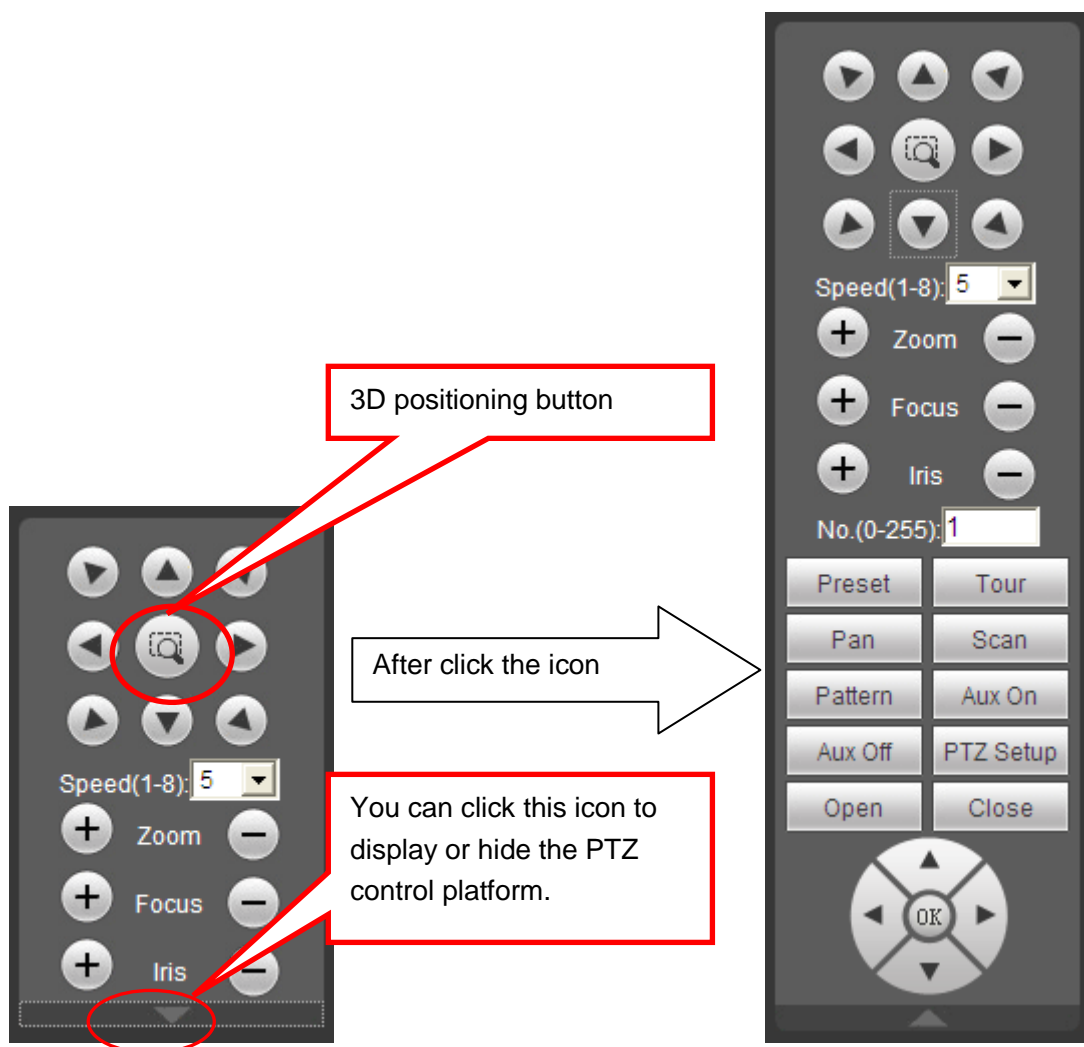 3D positioning button
Speed(1-8): 5
Zoom
Focus
Iris
You can click this icon to
display or hide the PTZ
control platform.
After click the icon
Speed(1-8): 5
Zoom
Focus
Iris
No.(0-255): 1
Preset Tour
Pan Scan
Pattern Aux On
Aux Off PTZ Setup
Open Close
OK